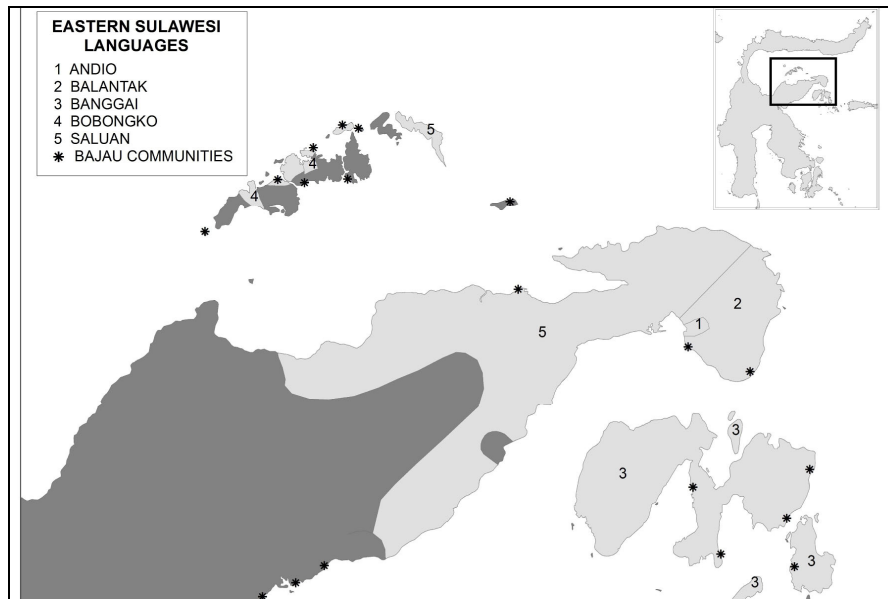 EASTERN SULAWESI
LANGUAGES
1 ANDIO
2 BALANTAK
3 BANGGAI
4 BOBONGKO
5 SALUAN
✷ BAJAU COMMUNITIES
5
4
4
2
1
5
3
3
3
3